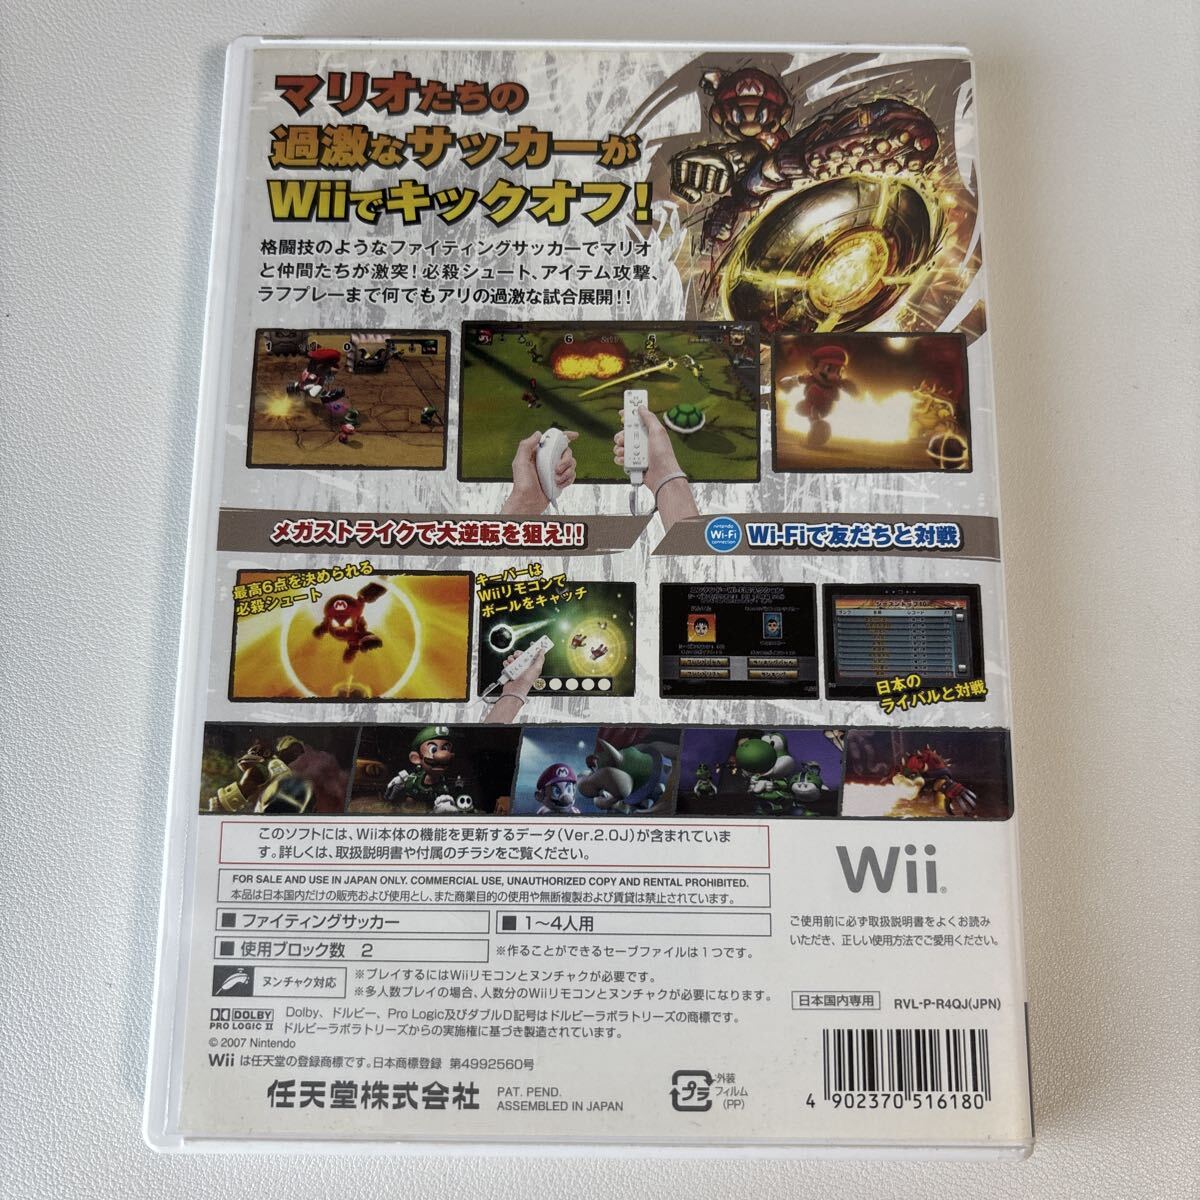 マリオたちの
過激なサッカーが
Wiiでキックオフ！
格闘技のようなファイティングサッカーでマリオ
と仲間たちが激突！必殺シュート、アイテム攻撃、
ラフプレーまで何でもアリの過激な試合展開！！
メガストライクで大逆転を狙え！！
Nintendo
Wi-Fi
connection
Wi-Fiで友だちと対戦
最高6点を決められる
必殺シュート
キーパーは
Wiiリモコンで
ボールをキャッチ
日本の
ライバルと対戦
このソフトには、Wii本体の機能を更新するデータ（Ver.2.0J）が含まれていま
す。詳しくは、取扱説明書や付属のチラシをご覧ください。
FOR SALE AND USE IN JAPAN ONLY. COMMERCIAL USE, UNAUTHORIZED COPY AND RENTAL PROHIBITED.
本品は日本国内だけの販売および使用とし、また商業目的の使用や無断複製および賃貸は禁止されています。
■ファイティングサッカー
■1〜4人用
■使用ブロック数 2
※作ることができるセーブファイルは1つです。
ヌンチャク対応
※プレイするにはWiiリモコンとヌンチャクが必要です。
※多人数プレイの場合、人数分のWiiリモコンとヌンチャクが必要になります。
Wii®
ご使用前に必ず取扱説明書をよくお読み
いただき、正しい使用方法でご愛用ください。
日本国内専用
RVL-P-R4QJ(JPN)
DOLBY
PRO LOGIC II
Dolby、ドルビー、Pro Logic及びダブルD記号はドルビーラボラトリーズの商標です。
ドルビーラボラトリーズからの実施権に基づき製造されています。
© 2007 Nintendo
Wii は任天堂の登録商標です。日本商標登録 第4992560号
任天堂株式会社
PAT. PEND.
ASSEMBLED IN JAPAN
プラ
外装
フィルム
(PP)
4 902370 516180